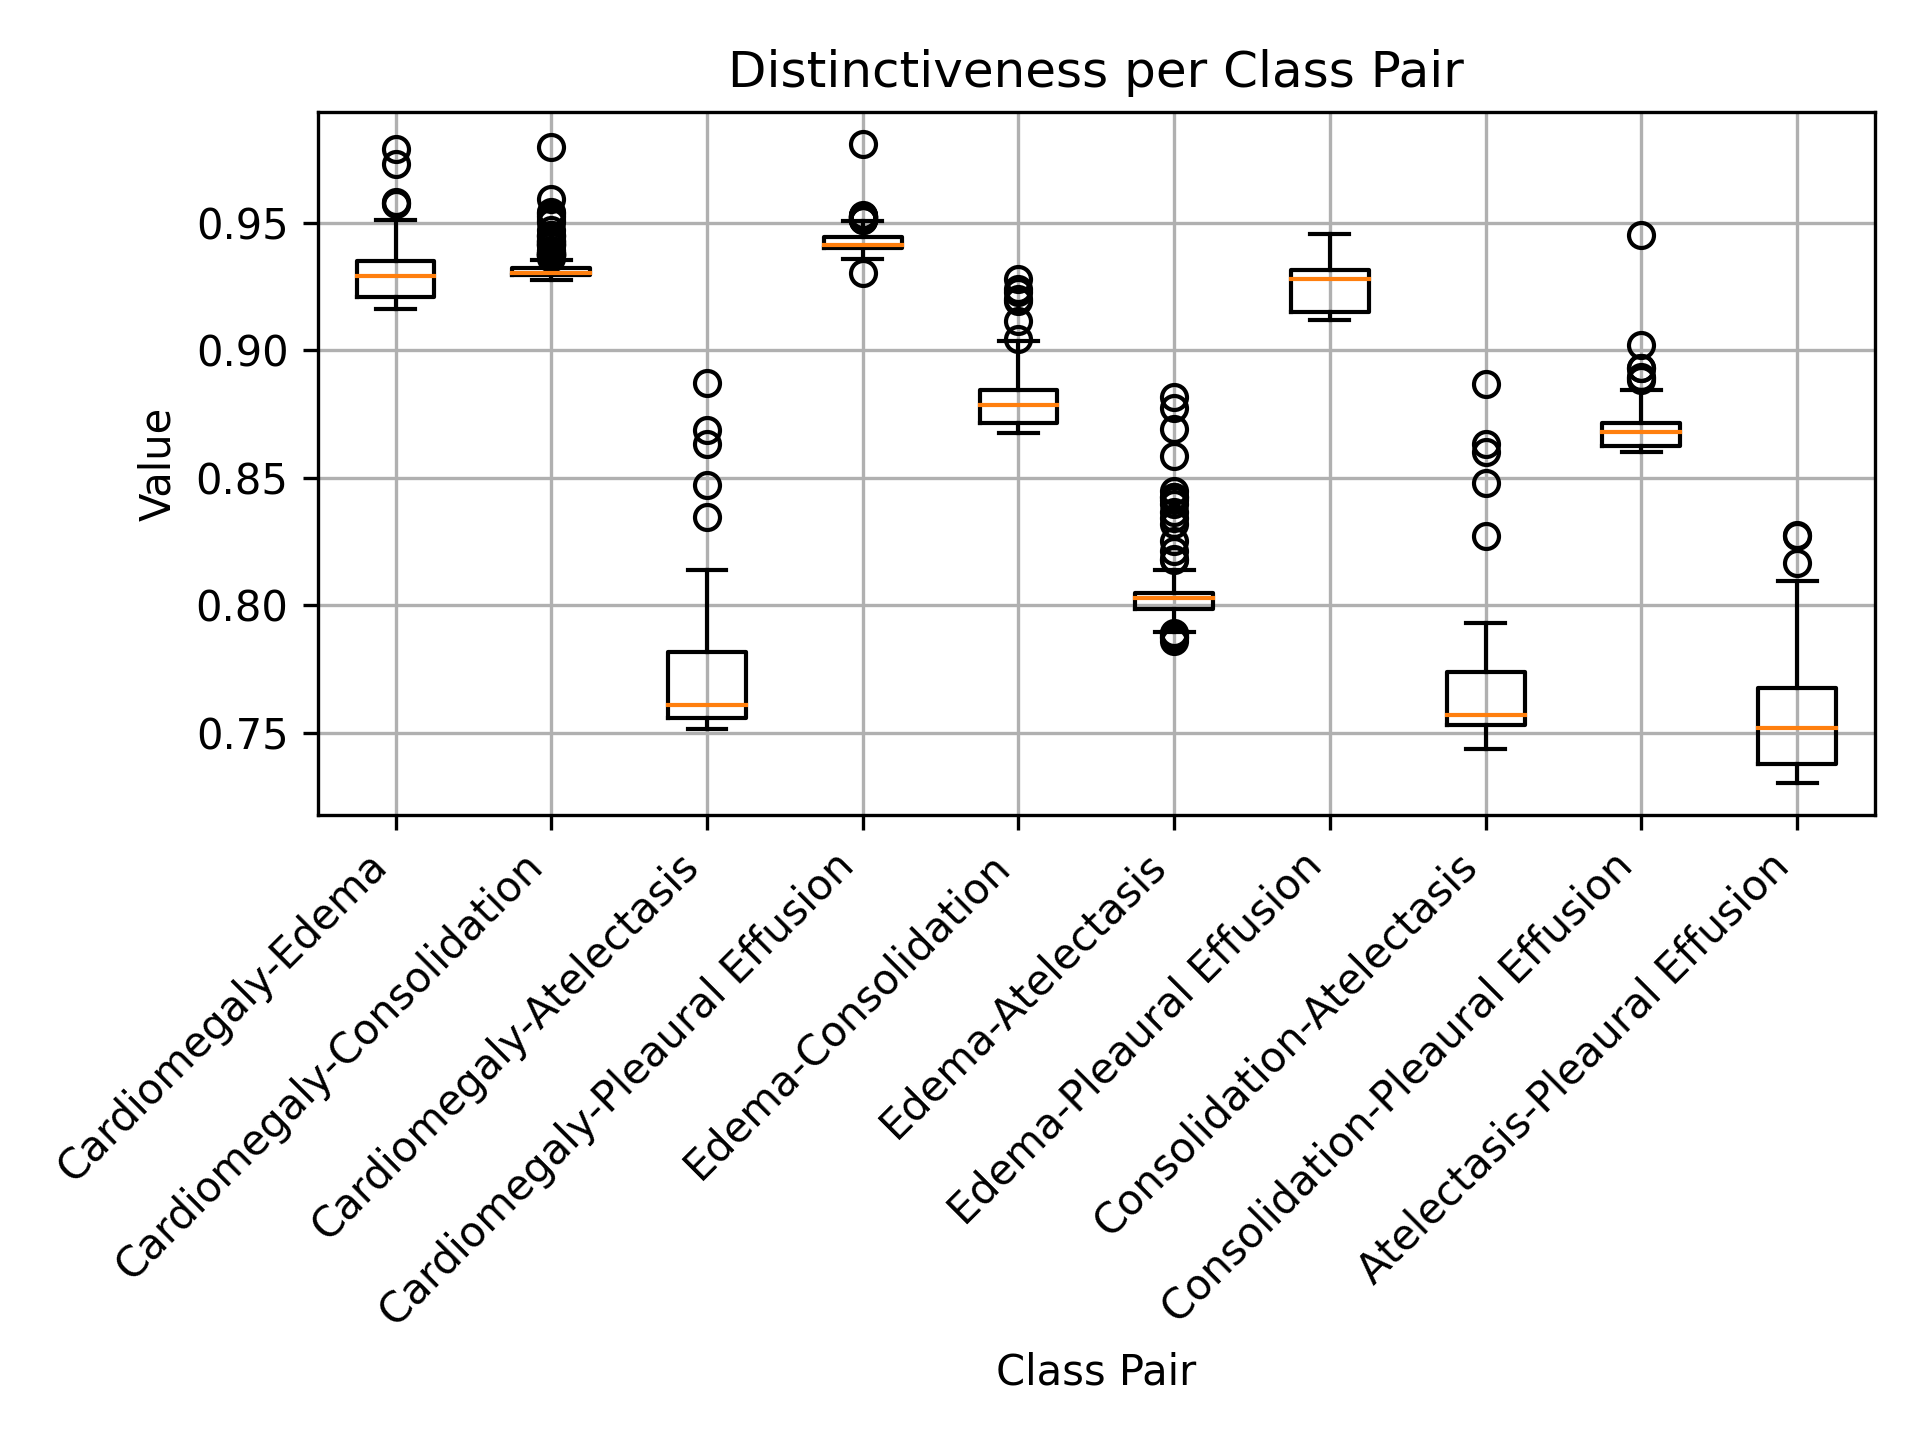 Distinctiveness per Class Pair
Value
0.95
0.90
0.85
0.80
0.75
Cardiomegaly-Edema
Cardiomegaly-Consolidation
Cardiomegaly-Atelectasis
Cardiomegaly-Pleaural Effusion
Edema-Consolidation
Edema-Atelectasis
Edema-Pleaural Effusion
Consolidation-Atelectasis
Consolidation-Pleaural Effusion
Atelectasis-Pleaural Effusion
Class Pair